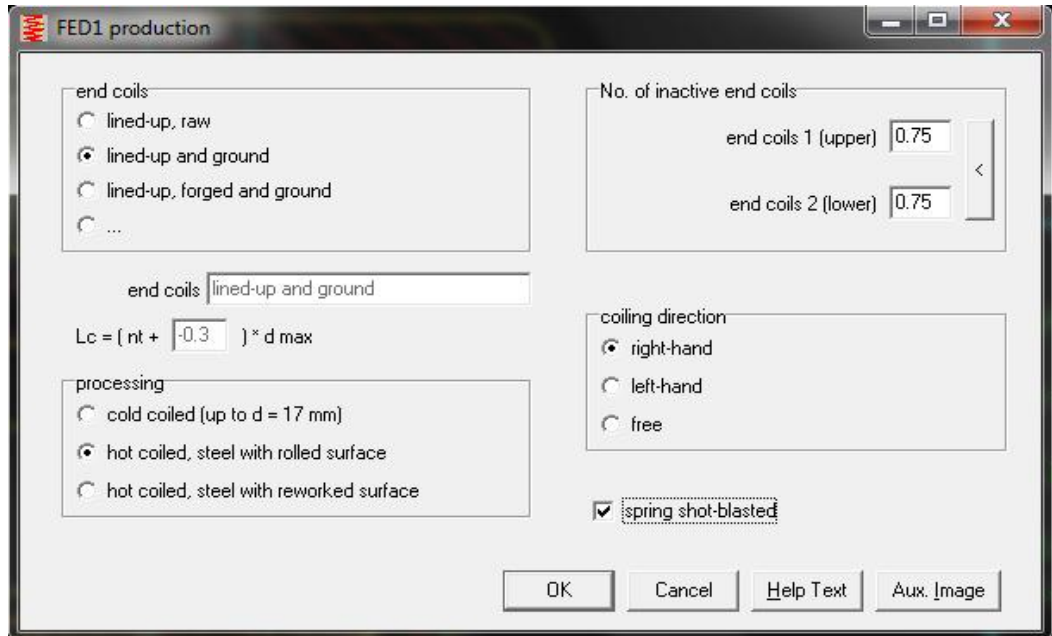 FED1 production
end coils
lined-up, raw
lined-up and ground
lined-up, forged and ground
...
end coils lined-up and ground
Lc = ( nt + -0.3 ) * d max
processing
cold coiled (up to d = 17 mm)
hot coiled, steel with rolled surface
hot coiled, steel with reworked surface
No. of inactive end coils
end coils 1 (upper) 0.75
<
end coils 2 (lower) 0.75
coiling direction
right-hand
left-hand
free
spring shot-blasted
OK Cancel Help Text Aux. Image